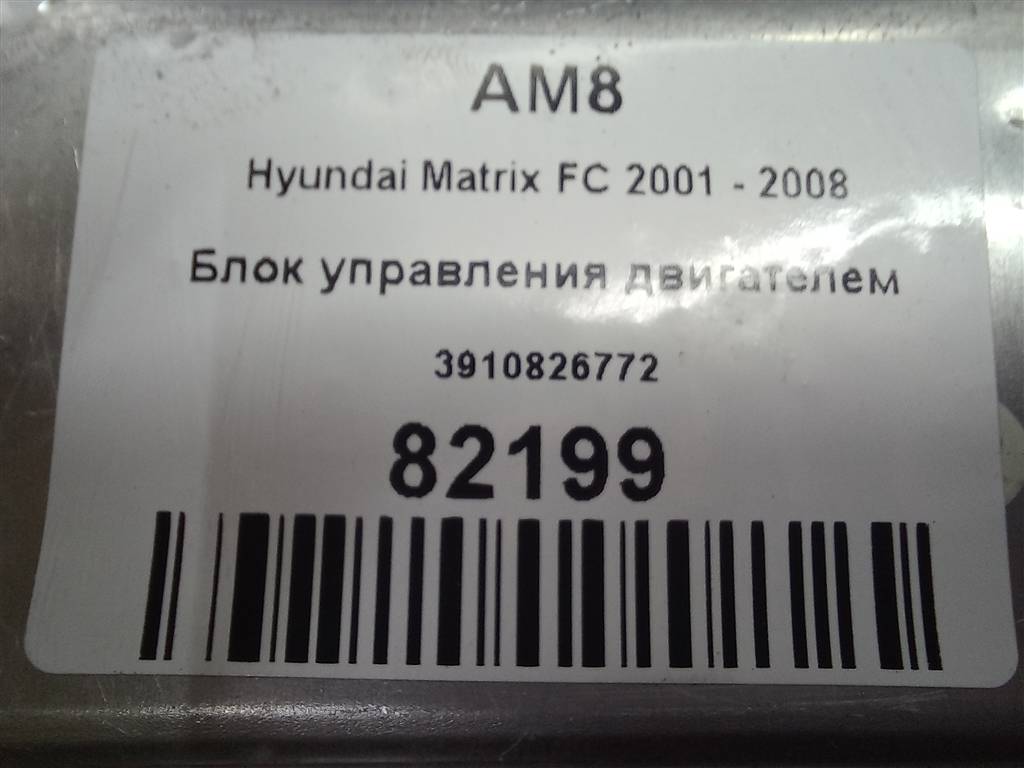 AM8
Hyundai Matrix FC 2001 - 2008
Блок управления двигателем
3910826772
82199